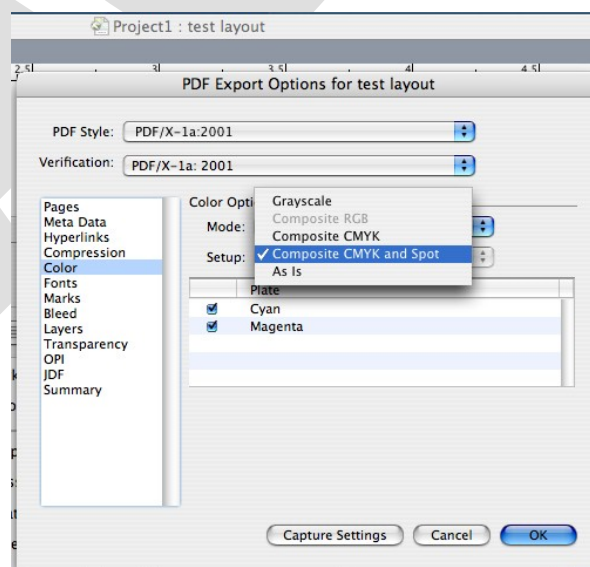 Project1 : test layout
2.5 3 3.5 4 4.5
PDF Export Options for test layout
PDF Style: PDF/X-1a:2001
Verification: PDF/X-1a: 2001
Pages
Meta Data
Hyperlinks
Compression
Color
Fonts
Marks
Bleed
Layers
Transparency
OPI
JDF
Summary
Color Opti
Mode:
Setup:
Grayscale
Composite RGB
Composite CMYK
✓Composite CMYK and Spot
As Is
Plate
Cyan
Magenta
Capture Settings Cancel OK